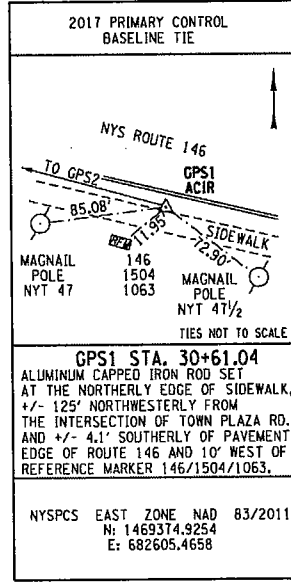 2017 PRIMARY CONTROL
BASELINE TIE
NYS ROUTE 146
TO GPS2
GPS1
ACIR
85.08'
11.95'
SIDEWALK
72.90'
MAGNAIL
POLE
NYT 47
146
1504
1063
MAGNAIL
POLE
NYT 47½
TIES NOT TO SCALE
GPS1 STA. 30+61.04
ALUMINUM CAPPED IRON ROD SET
AT THE NORTHERLY EDGE OF SIDEWALK,
+/- 125' NORTHWESTERLY FROM
THE INTERSECTION OF TOWN PLAZA RD.
AND +/- 4.1' SOUTHERLY OF PAVEMENT
EDGE OF ROUTE 146 AND 10' WEST OF
REFERENCE MARKER 146/1504/1063.
NYSPCS EAST ZONE NAD 83/2011
N: 1469374.9254
E: 682605.4658